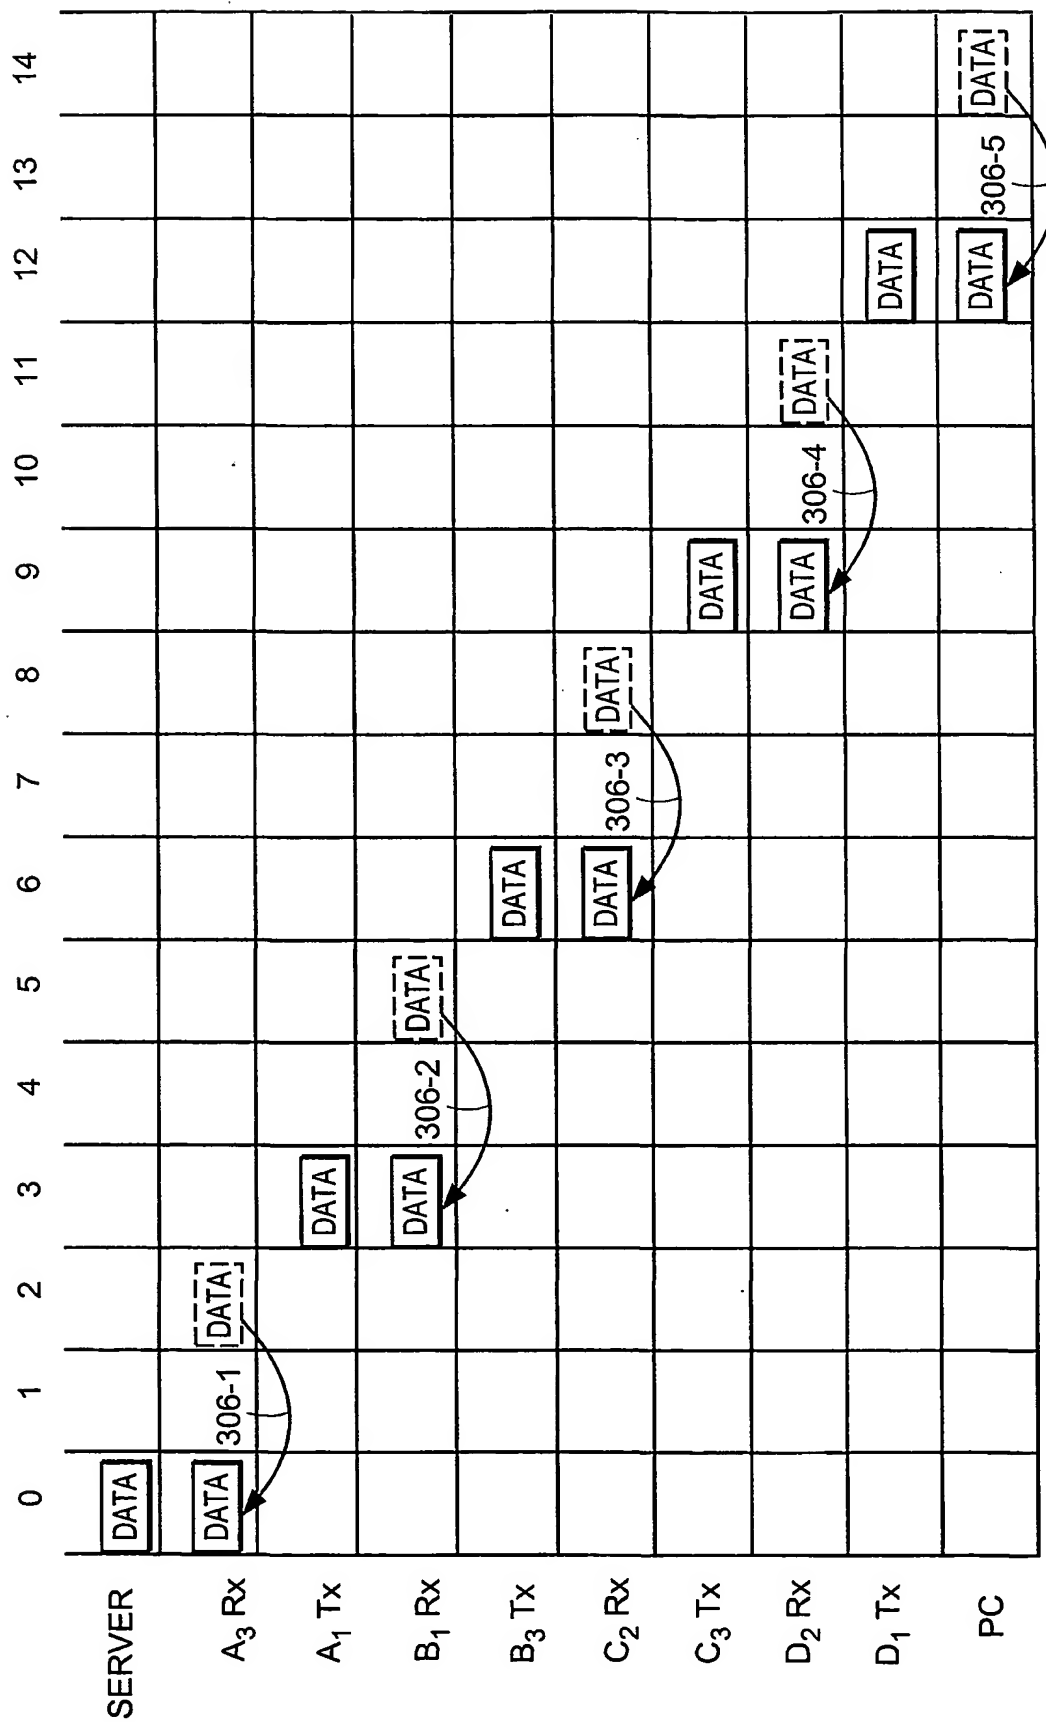 0 1 2 3 4 5 6 7 8 9 10 11 12 13 14
SERVER DATA
A3 Rx DATA 306-1 DATA
A1 Tx DATA
B1 Rx DATA 306-2 DATA
B3 Tx DATA
C2 Rx DATA 306-3 DATA
C3 Tx DATA
D2 Rx DATA 306-4 DATA
D1 Tx DATA
PC DATA 306-5 DATA